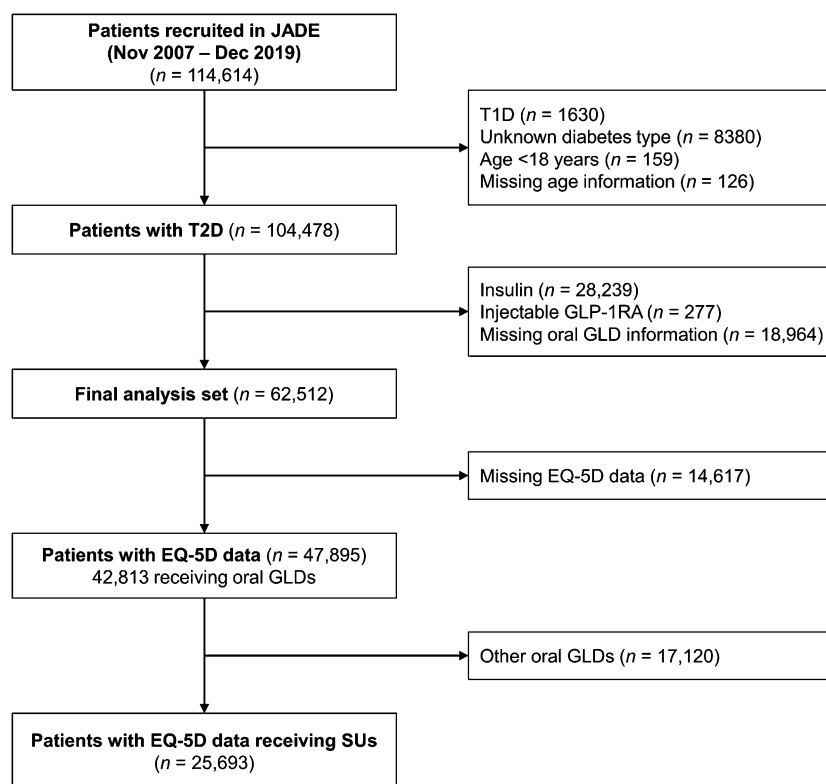 Patients recruited in JADE
(Nov 2007 – Dec 2019)
(n = 114,614)
T1D (n = 1630)
Unknown diabetes type (n = 8380)
Age <18 years (n = 159)
Missing age information (n = 126)
Patients with T2D (n = 104,478)
Insulin (n = 28,239)
Injectable GLP-1RA (n = 277)
Missing oral GLD information (n = 18,964)
Final analysis set (n = 62,512)
Missing EQ-5D data (n = 14,617)
Patients with EQ-5D data (n = 47,895)
42,813 receiving oral GLDs
Other oral GLDs (n = 17,120)
Patients with EQ-5D data receiving SUs
(n = 25,693)